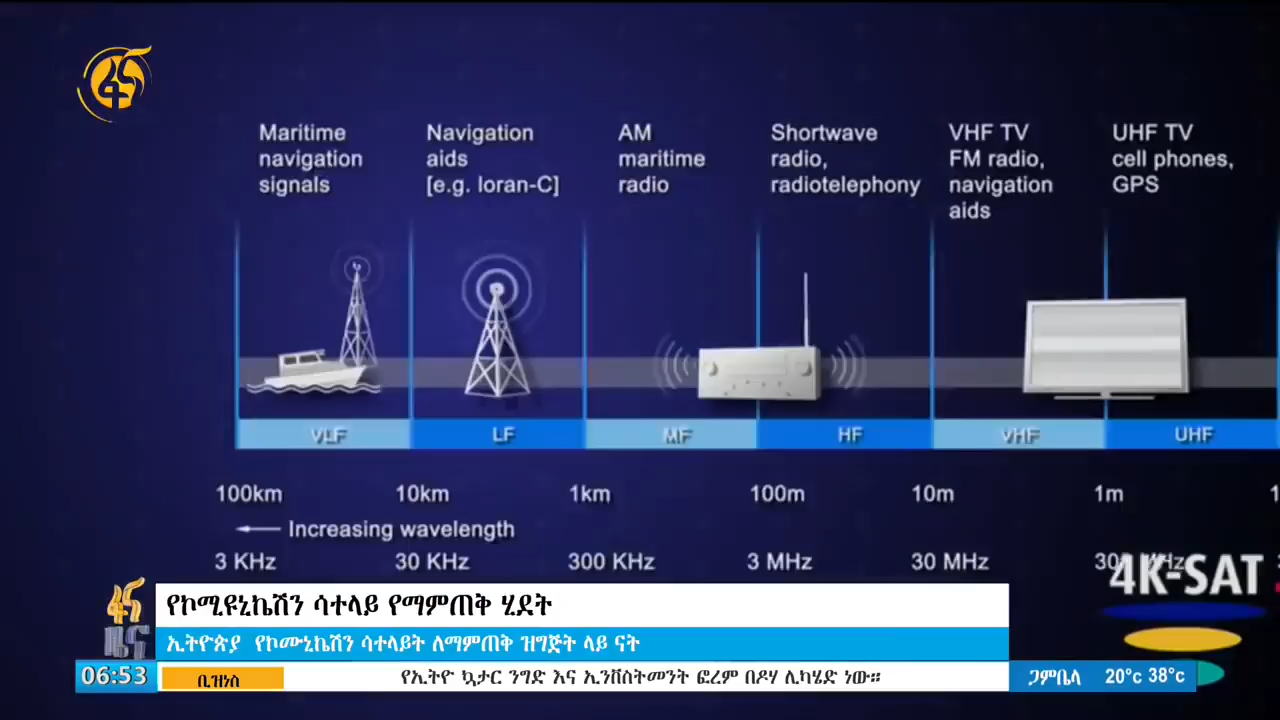 ፋና
Maritime
navigation
signals
Navigation
aids
[e.g. loran-C]
AM
maritime
radio
Shortwave
radio,
radiotelephony
VHF TV
FM radio,
navigation
aids
UHF TV
cell phones,
GPS
VLF
LF
MF
HF
VHF
UHF
100km
10km
1km
100m
10m
1m
Increasing wavelength
3 KHz
30 KHz
300 KHz
3 MHz
30 MHz
4K-SAT
ፋና
ዜና
የኮሚዩኒኬሽን ሳተላይ የማምጠቅ ሂደት
ኢትዮጵያ የኮሙኒኬሽን ሳተላይት ለማምጠቅ ዝግጅት ላይ ናት
06:53
ቢዝነስ
የኢትዮ ኳታር ንግድ እና ኢንቨስትመንት ፎረም በዶሃ ሊካሄድ ነው።
ጋምቤላ 20°c 38°c